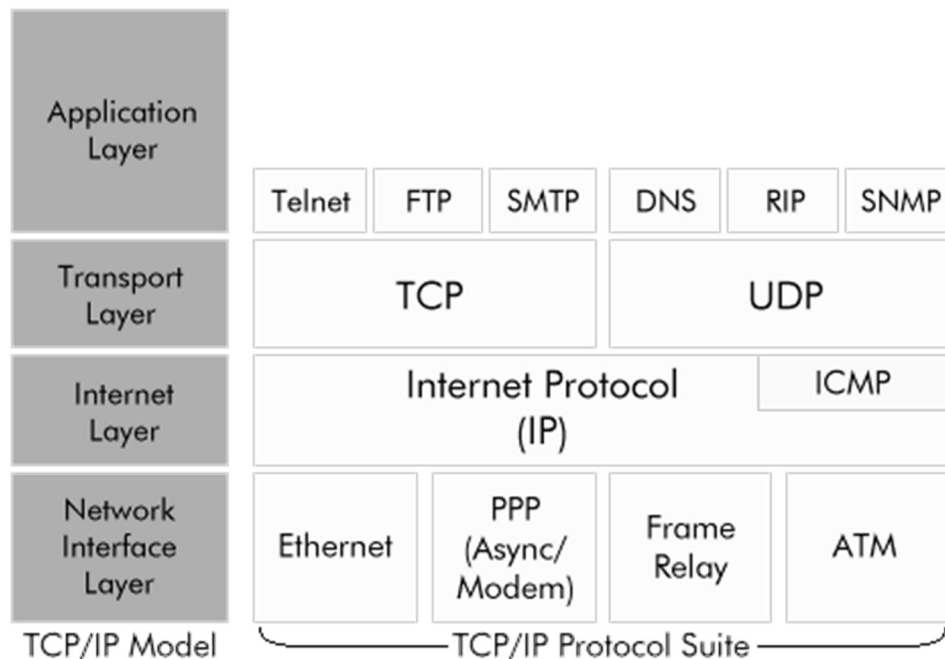 Application
Layer
Telnet
FTP
SMTP
DNS
RIP
SNMP
Transport
Layer
TCP
UDP
Internet
Layer
Internet Protocol
(IP)
ICMP
Network
Interface
Layer
Ethernet
PPP
(Async/
Modem)
Frame
Relay
ATM
TCP/IP Model
TCP/IP Protocol Suite